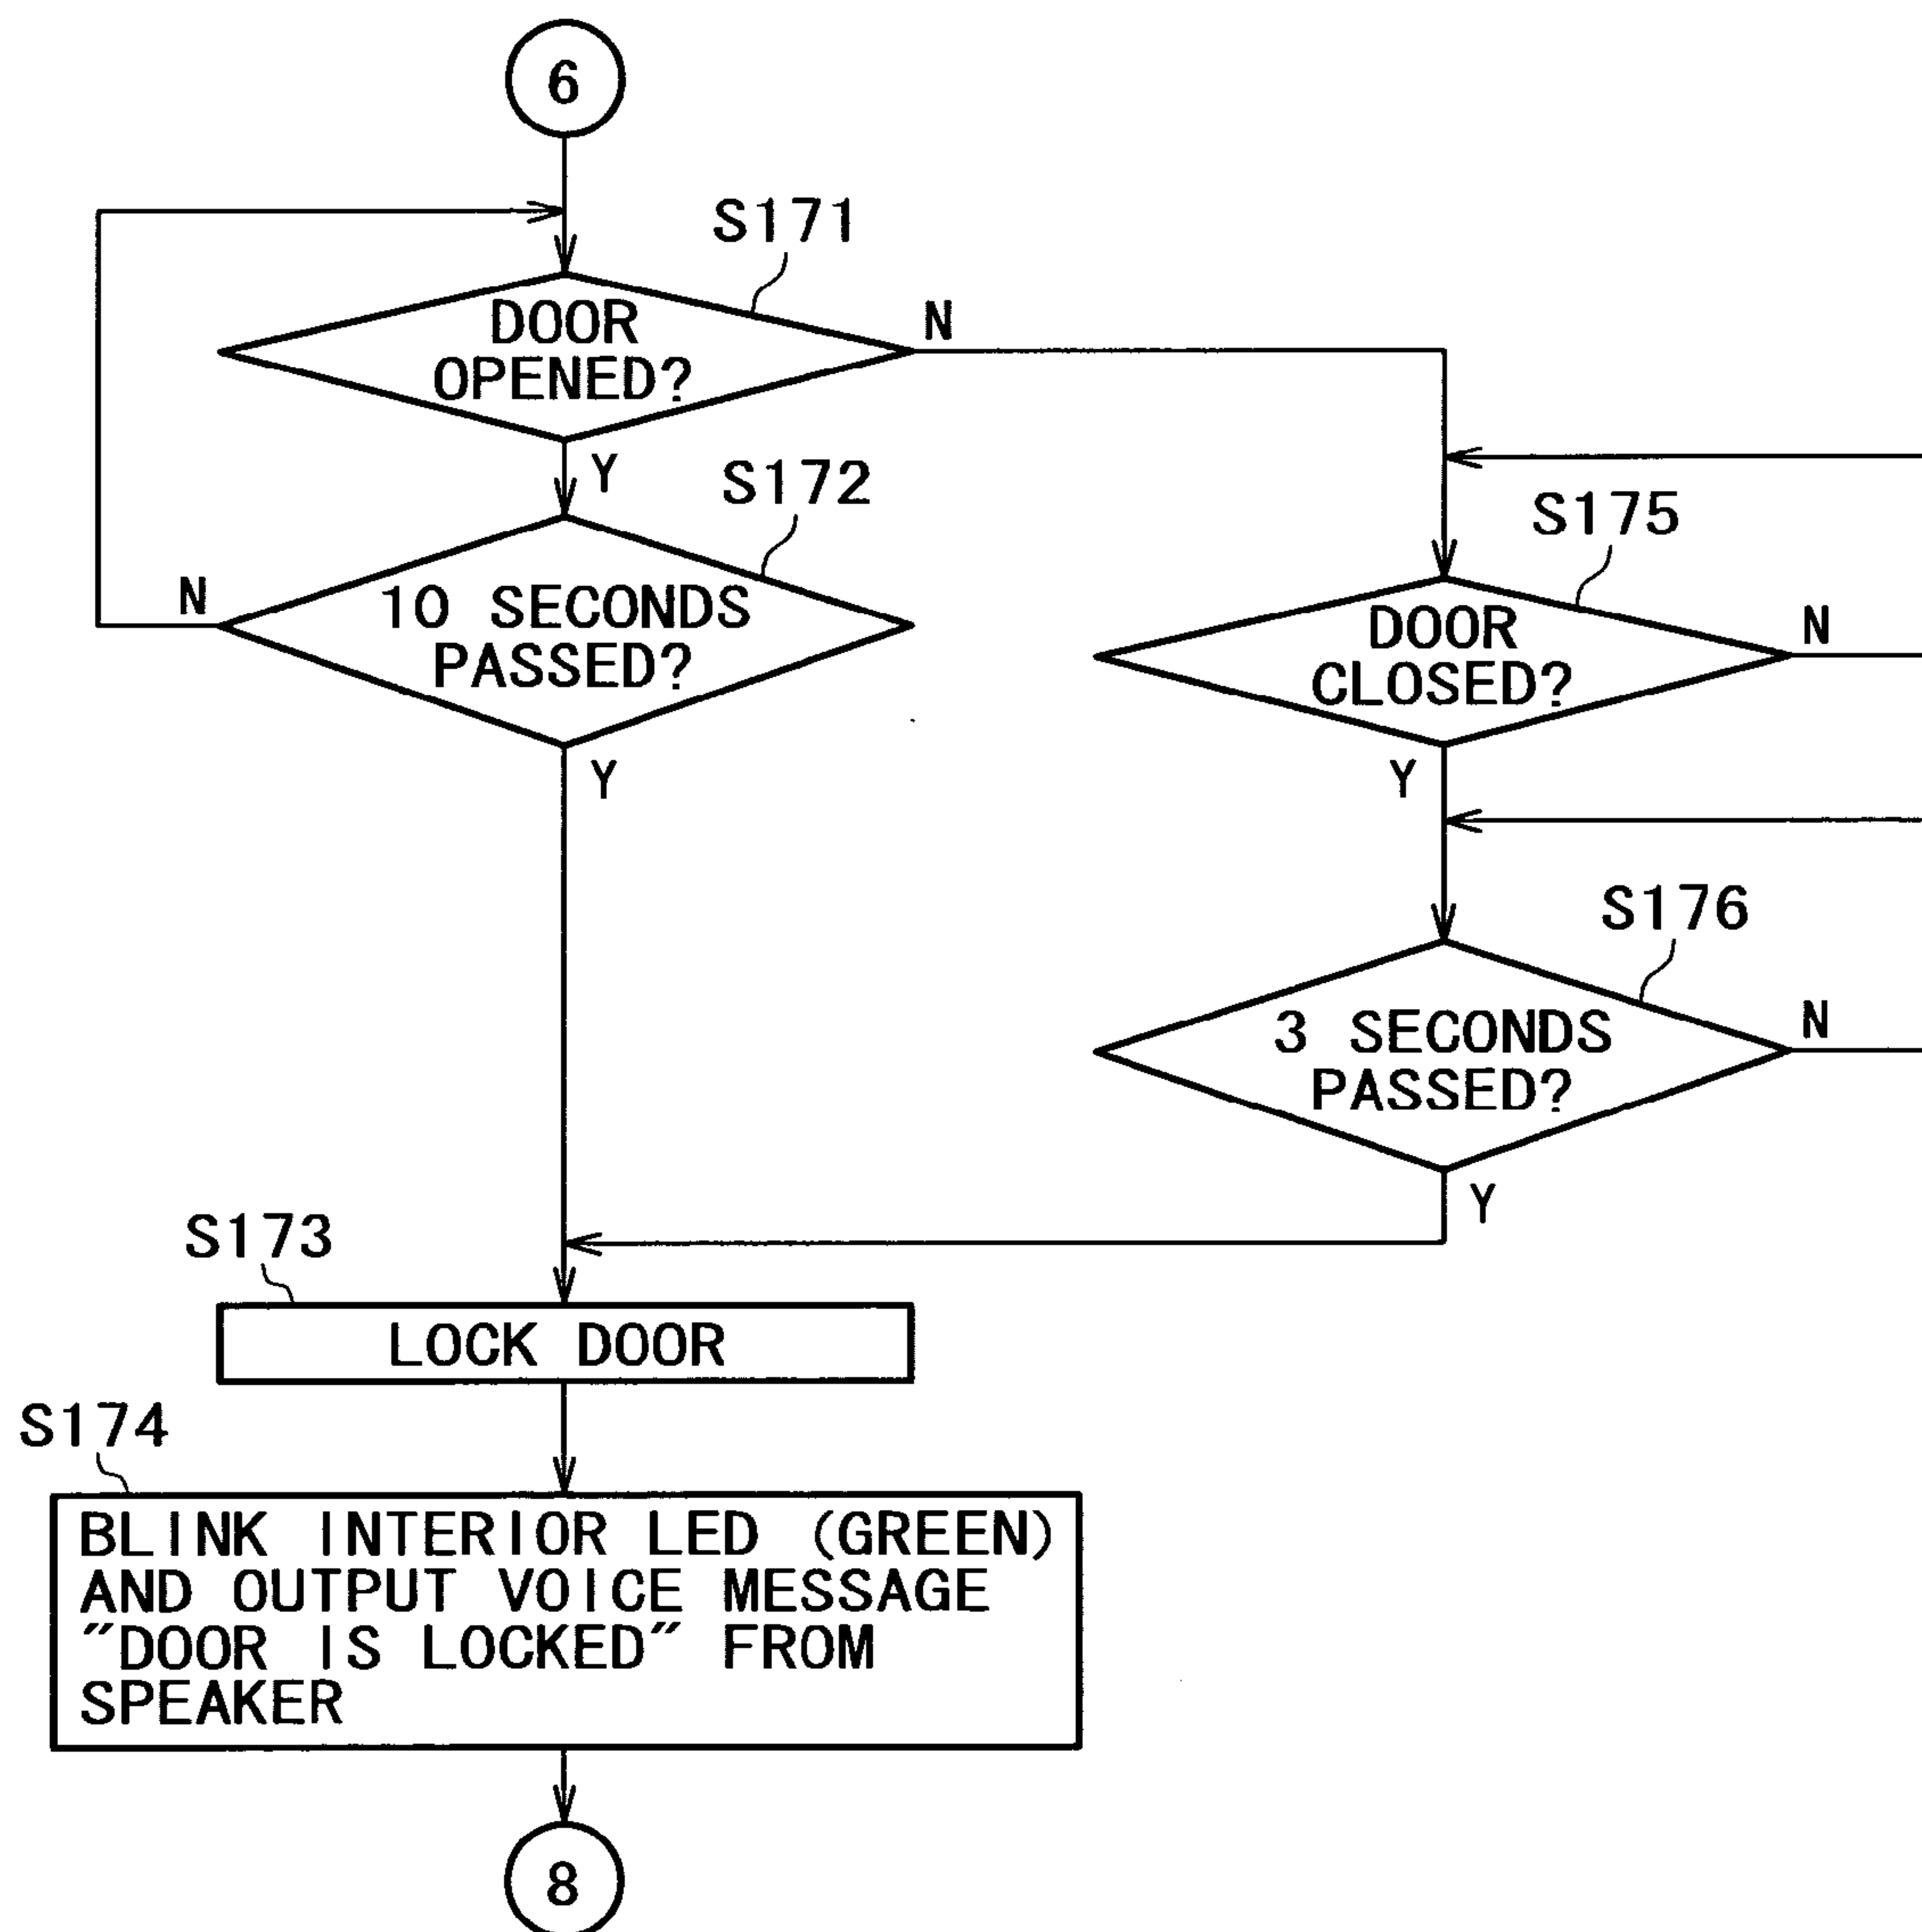 6
S171
DOOR
OPENED?
N
Y
S172
10 SECONDS
PASSED?
N
Y
S175
DOOR
CLOSED?
N
Y
S176
3 SECONDS
PASSED?
N
Y
S173
LOCK DOOR
S174
BLINK INTERIOR LED (GREEN)
AND OUTPUT VOICE MESSAGE
"DOOR IS LOCKED" FROM
SPEAKER
8